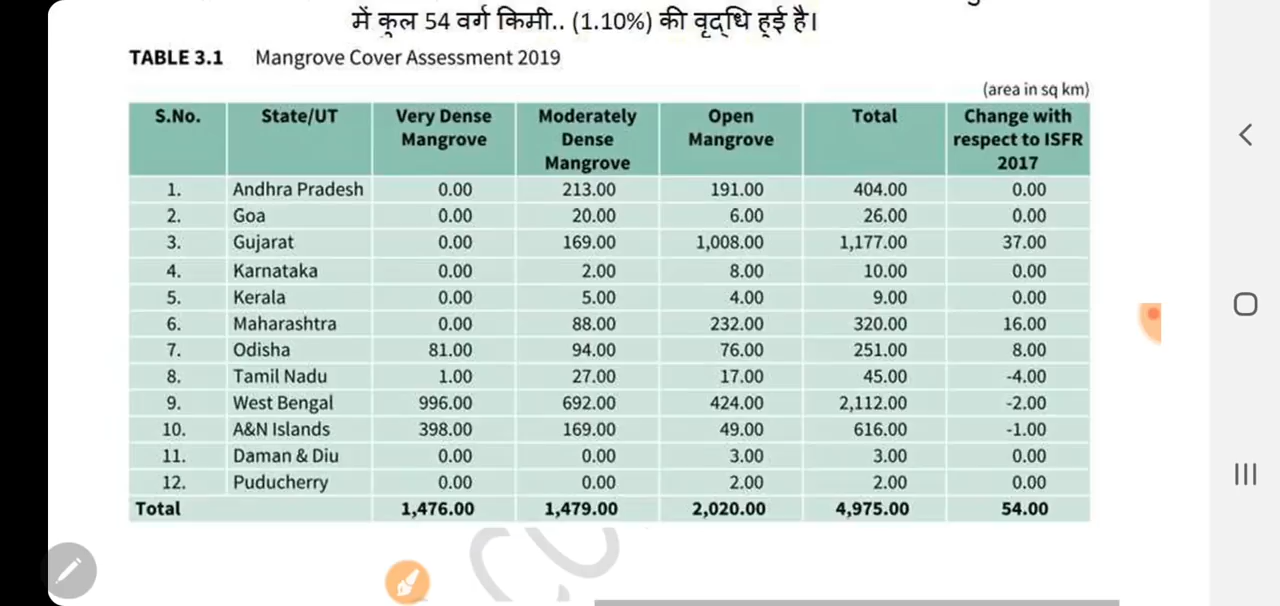 में कुल 54 वर्ग किमी.. (1.10%) की वृद्धि हुई है।
TABLE 3.1 Mangrove Cover Assessment 2019
(area in sq km)
S.No. State/UT Very Dense Mangrove Moderately Dense Mangrove Open Mangrove Total Change with respect to ISFR 2017
1. Andhra Pradesh 0.00 213.00 191.00 404.00 0.00
2. Goa 0.00 20.00 6.00 26.00 0.00
3. Gujarat 0.00 169.00 1,008.00 1,177.00 37.00
4. Karnataka 0.00 2.00 8.00 10.00 0.00
5. Kerala 0.00 5.00 4.00 9.00 0.00
6. Maharashtra 0.00 88.00 232.00 320.00 16.00
7. Odisha 81.00 94.00 76.00 251.00 8.00
8. Tamil Nadu 1.00 27.00 17.00 45.00 -4.00
9. West Bengal 996.00 692.00 424.00 2,112.00 -2.00
10. A&N Islands 398.00 169.00 49.00 616.00 -1.00
11. Daman & Diu 0.00 0.00 3.00 3.00 0.00
12. Puducherry 0.00 0.00 2.00 2.00 0.00
Total 1,476.00 1,479.00 2,020.00 4,975.00 54.00